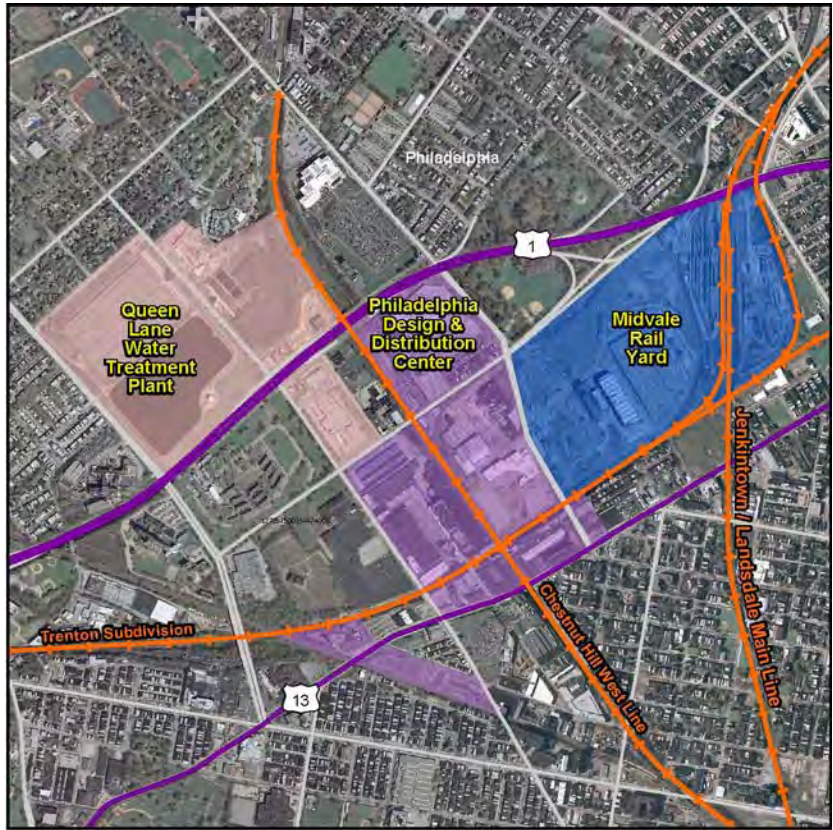 Philadelphia
1
Queen
Lane
Water
Treatment
Plant
Philadelphia
Design &
Distribution
Center
Midvale
Rail
Yard
Jenkintown / Landsdale Main Line
Trenton Subdivision
Chestnut Hill West Line
13